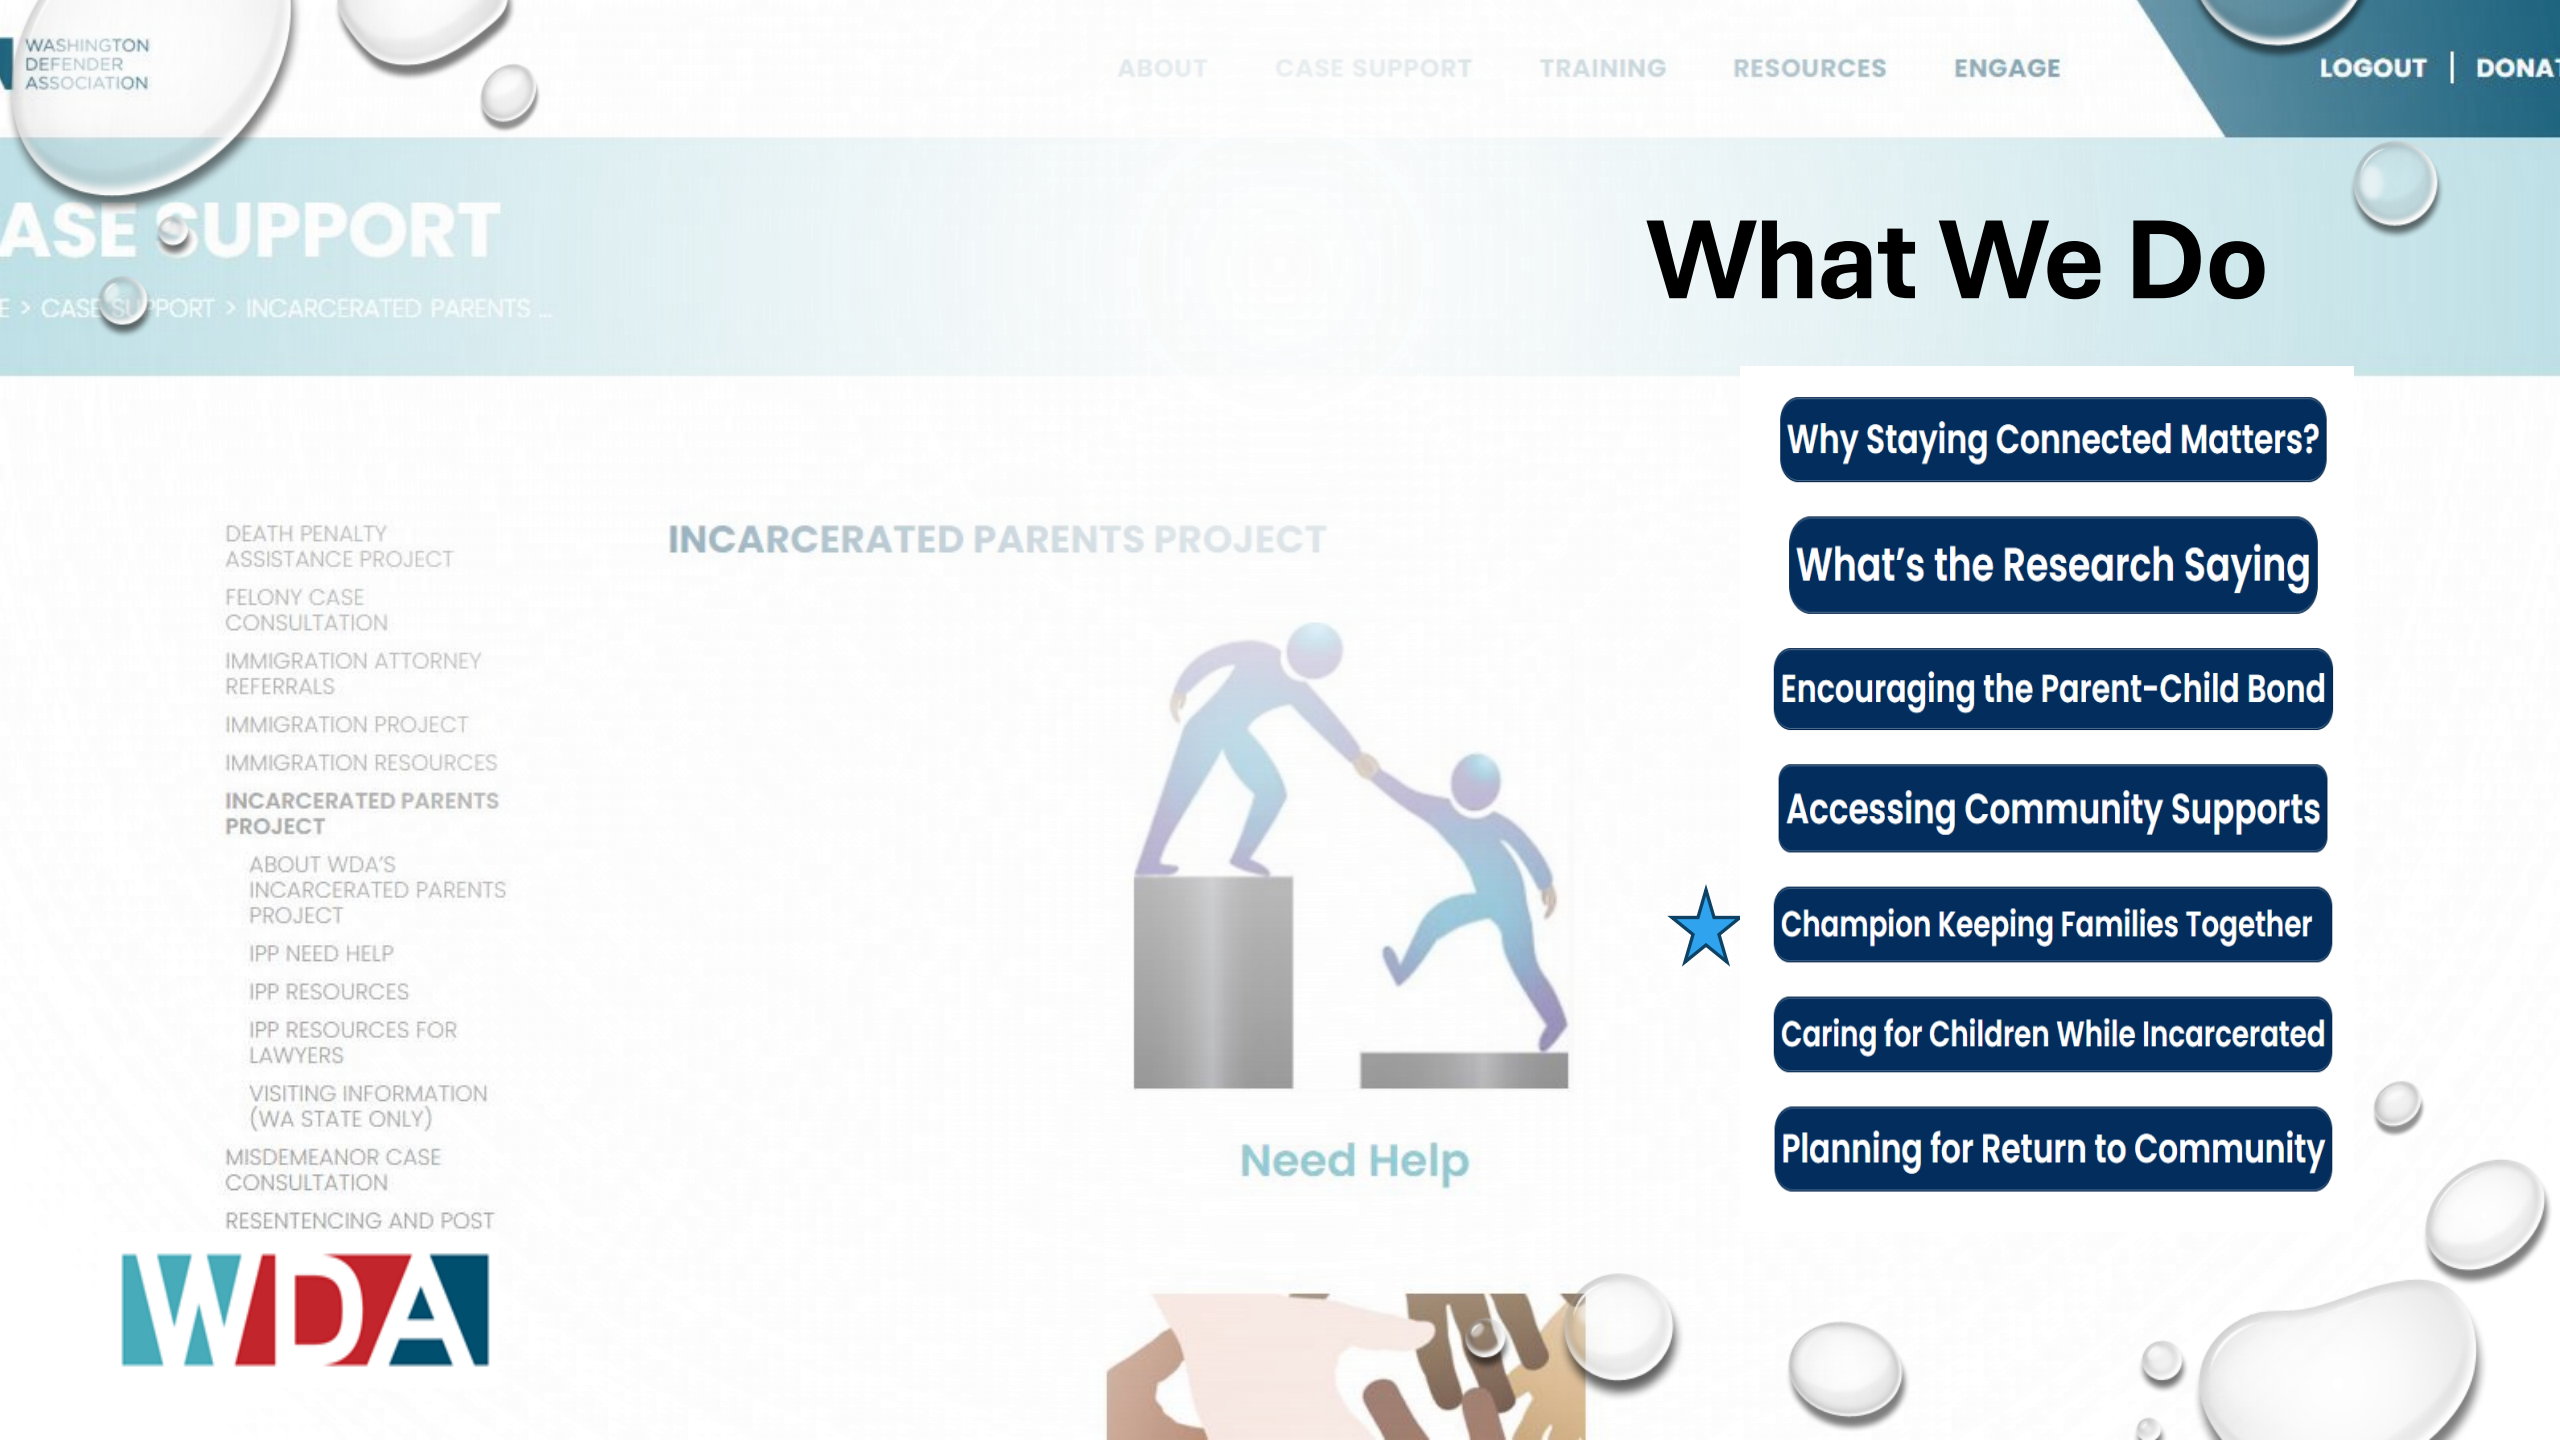 WASHINGTON
DEFENDER
ASSOCIATION
ABOUT CASE SUPPORT TRAINING RESOURCES ENGAGE
LOGOUT | DONAT
ASE SUPPORT
E > CASE SUPPORT > INCARCERATED PARENTS ...
What We Do
DEATH PENALTY
ASSISTANCE PROJECT
FELONY CASE
CONSULTATION
IMMIGRATION ATTORNEY
REFERRALS
IMMIGRATION PROJECT
IMMIGRATION RESOURCES
INCARCERATED PARENTS
PROJECT
ABOUT WDA'S
INCARCERATED PARENTS
PROJECT
IPP NEED HELP
IPP RESOURCES
IPP RESOURCES FOR
LAWYERS
VISITING INFORMATION
(WA STATE ONLY)
MISDEMEANOR CASE
CONSULTATION
RESENTENCING AND POST
WDA
INCARCERATED PARENTS PROJECT
Need Help
Why Staying Connected Matters?
What's the Research Saying
Encouraging the Parent-Child Bond
Accessing Community Supports
Champion Keeping Families Together
Caring for Children While Incarcerated
Planning for Return to Community